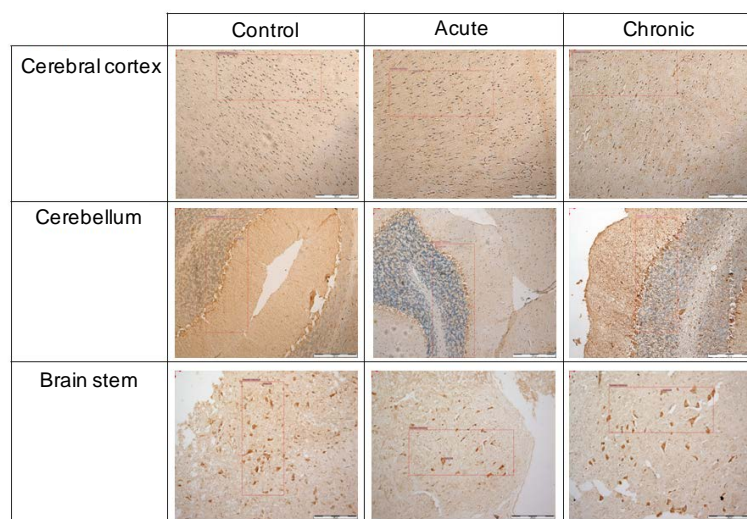 Control
Acute
Chronic
Cerebral cortex
Cerebellum
Brain stem